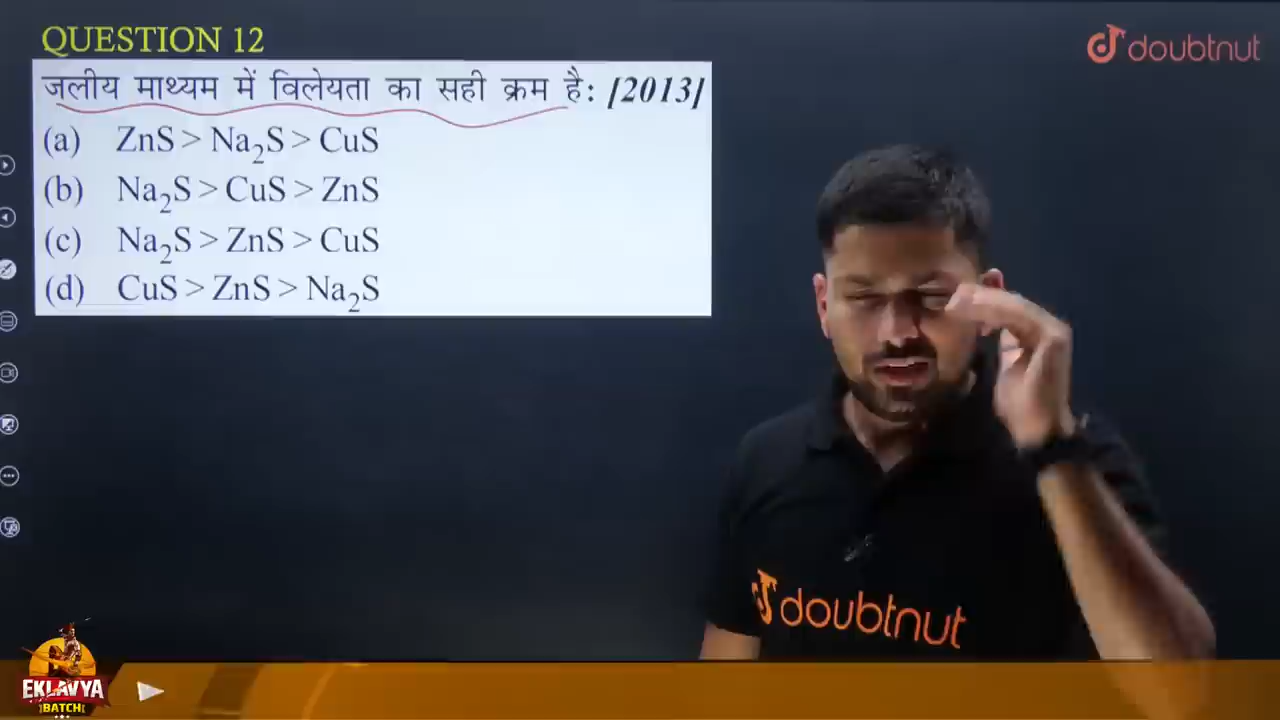 QUESTION 12
doubtnut
जलीय माध्यम में विलेयता का सही क्रम है: [2013]
(a) ZnS > Na₂S > CuS
(b) Na₂S > CuS > ZnS
(c) Na₂S > ZnS > CuS
(d) CuS > ZnS > Na₂S
doubtnut
EKLAVYA
BATCH